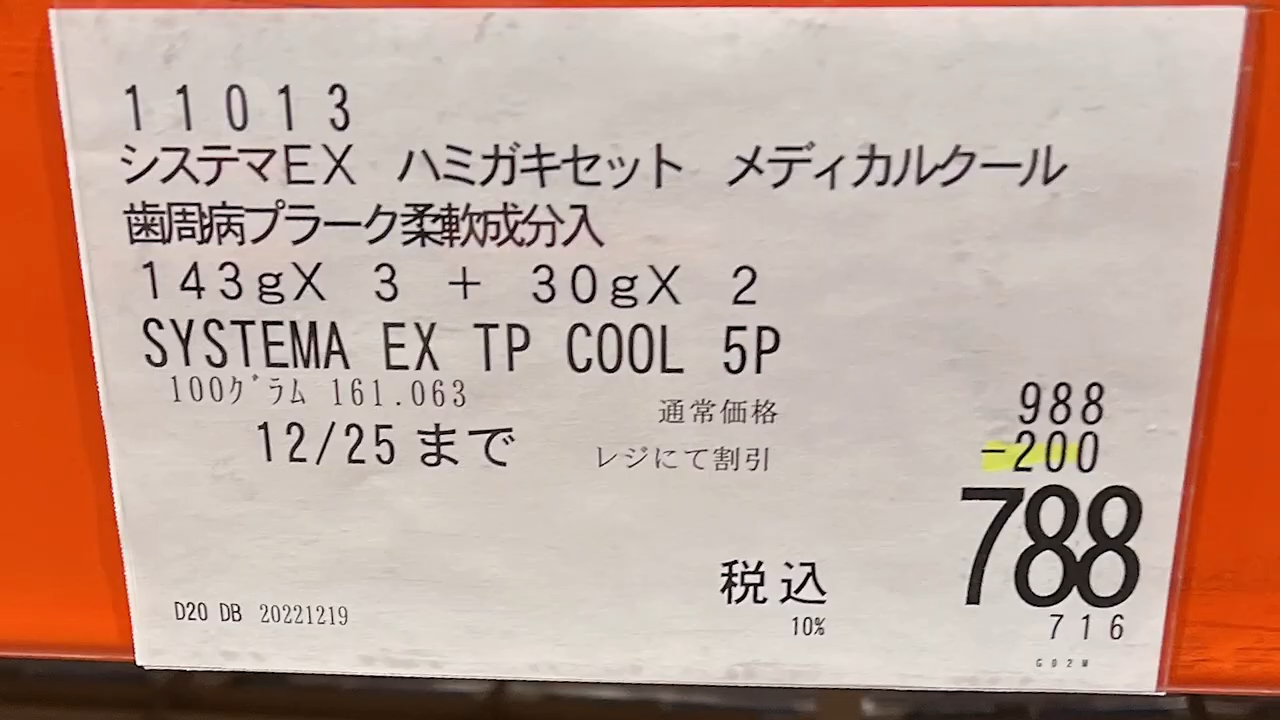 11013
システマEX ハミガキセット メディカルクール
歯周病プラーク柔軟成分入
143gX 3 + 30gX 2
SYSTEMA EX TP COOL 5P
100グラム 161.063
通常価格 988
12/25まで レジにて割引 -200
788
税込
10% 716
D20 DB 20221219
G02W